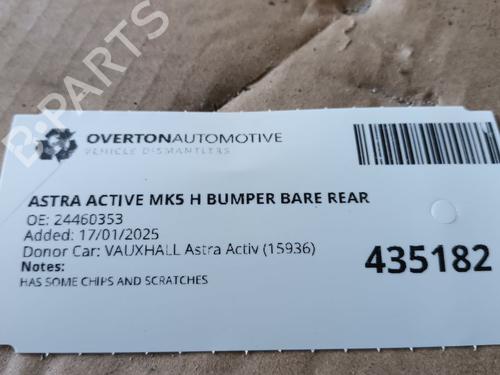 B-PARTS
OVERTONAUTOMOTIVE
VEHICLE DISMANTLERS
ASTRA ACTIVE MK5 H BUMPER BARE REAR
OE: 24460353
Added: 17/01/2025
Donor Car: VAUXHALL Astra Activ (15936)
435182
Notes:
HAS SOME CHIPS AND SCRATCHES